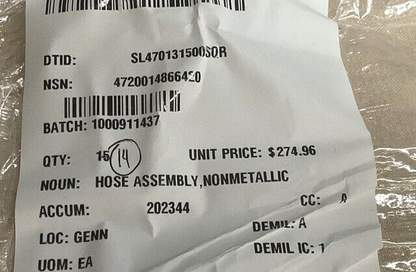 DTID: SL470131500SQR
NSN: 4720014866420
BATCH: 1000911437
QTY: 15 14 UNIT PRICE: $274.96
NOUN: HOSE ASSEMBLY,NONMETALLIC
ACCUM: 202344 CC: A
LOC: GENN DEMIL: A
UOM: EA DEMIL IC: 1